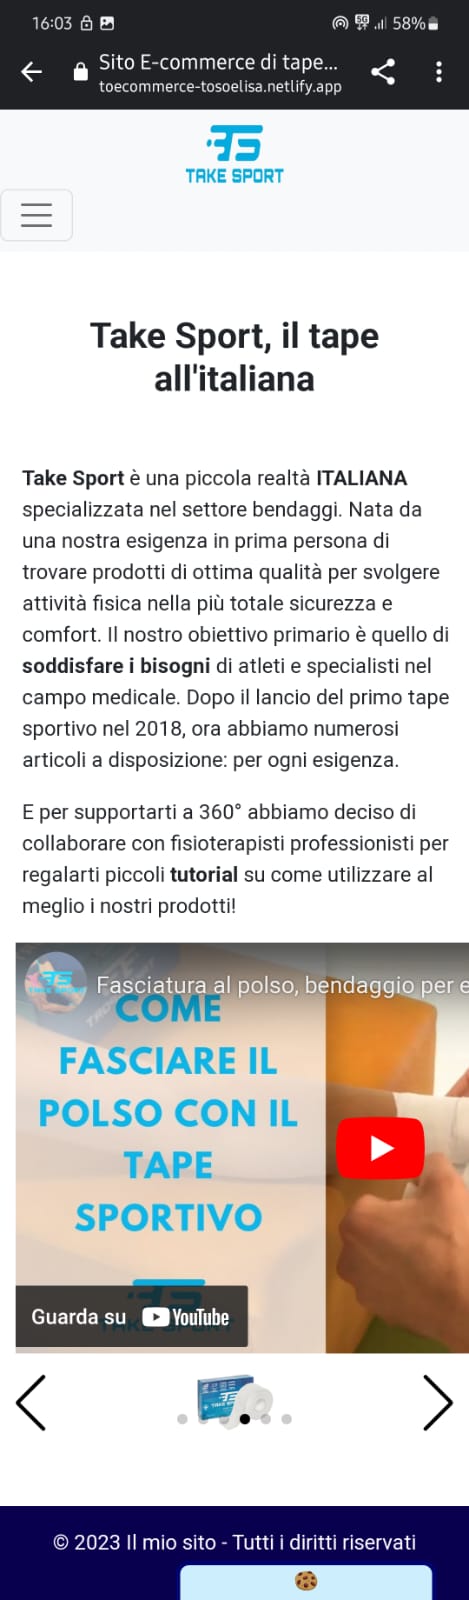 16:03 5G 58%
Sito E-commerce di tape...
toecommerce-tosoelisa.netlify.app
TAKE SPORT
Take Sport, il tape
all'italiana
Take Sport è una piccola realtà ITALIANA
specializzata nel settore bendaggi. Nata da
una nostra esigenza in prima persona di
trovare prodotti di ottima qualità per svolgere
attività fisica nella più totale sicurezza e
comfort. Il nostro obiettivo primario è quello di
soddisfare i bisogni di atleti e specialisti nel
campo medicale. Dopo il lancio del primo tape
sportivo nel 2018, ora abbiamo numerosi
articoli a disposizione: per ogni esigenza.
E per supportarti a 360° abbiamo deciso di
collaborare con fisioterapisti professionisti per
regalarti piccoli tutorial su come utilizzare al
meglio i nostri prodotti!
Fasciatura al polso, bendaggio per e
COME
FASCIARE IL
POLSO CON IL
TAPE
SPORTIVO
Guarda su YouTube
TAKE SPORT
TAKE SPORT
© 2023 Il mio sito - Tutti i diritti riservati